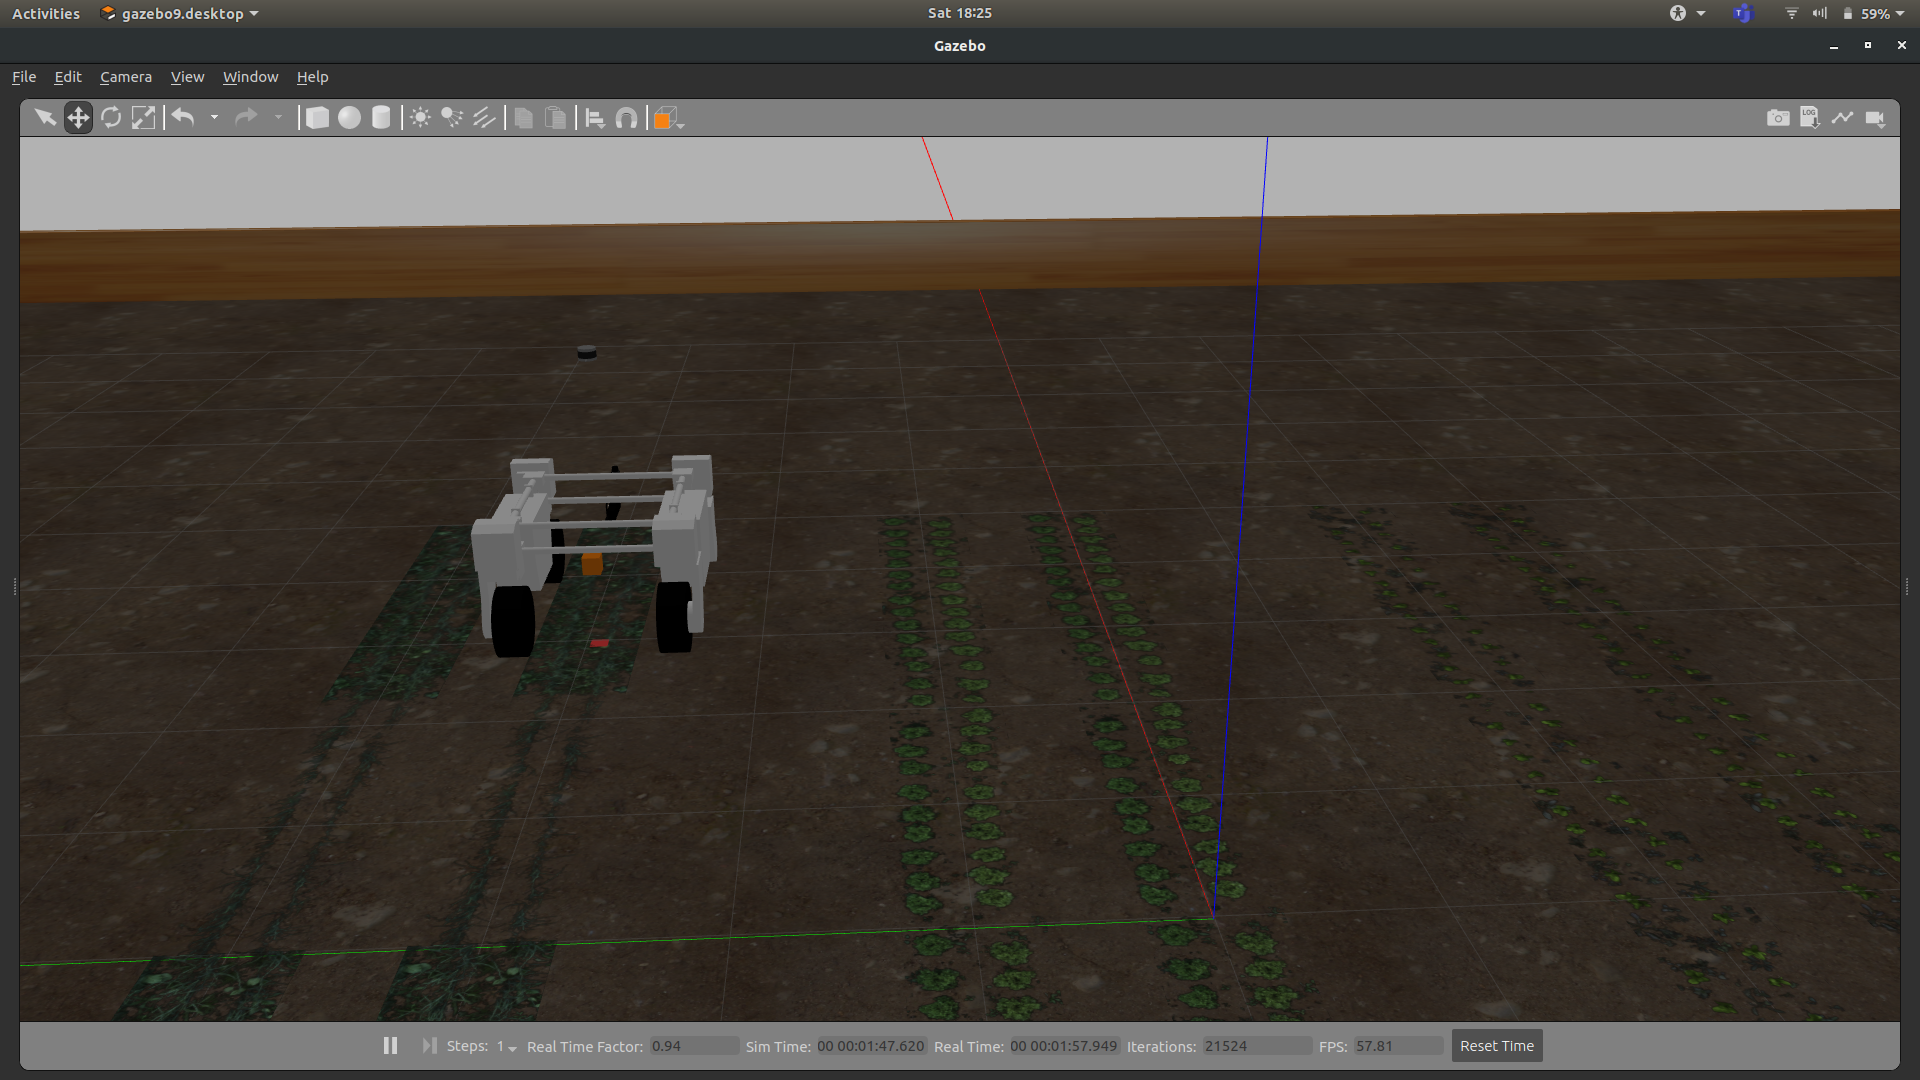 Activities gazebo9.desktop Sat 18:25 59%
Gazebo
File Edit Camera View Window Help
LOG
Steps: 1 Real Time Factor: 0.94 Sim Time: 00 00:01:47.620 Real Time: 00 00:01:57.949 Iterations: 21524 FPS: 57.81 Reset Time